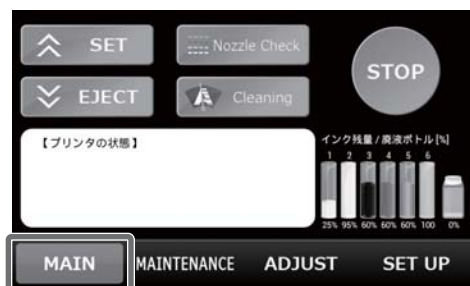 SET
Nozzle Check
STOP
EJECT
Cleaning
【プリンタの状態】
インク残量 / 廃液ボトル [%]
1 2 3 4 5 6
25% 95% 60% 60% 60% 100 0%
MAIN MAINTENANCE ADJUST SET UP